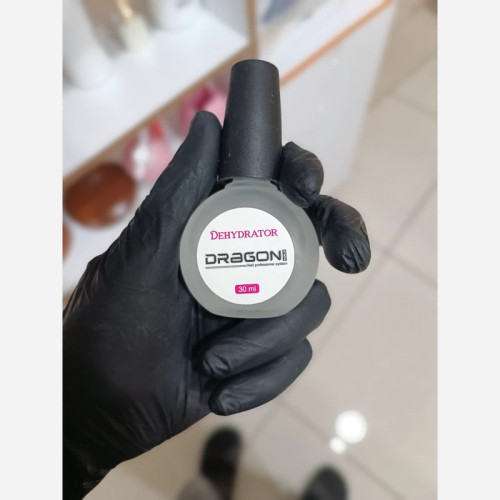 DEHYDRATOR
DRAGON
Nail professional system
30 ml